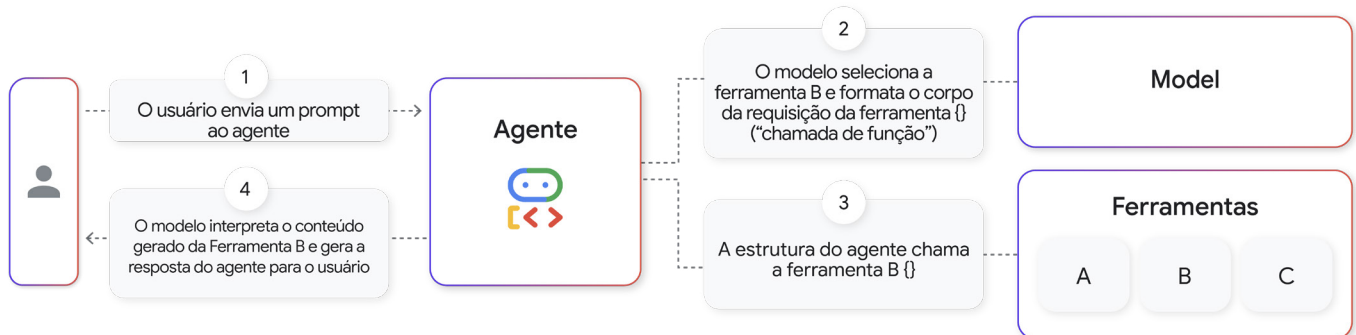 1
O usuário envia um prompt
ao agente
4
O modelo interpreta o conteúdo
gerado da Ferramenta B e gera a
resposta do agente para o usuário
Agente
2
O modelo seleciona a
ferramenta B e formata o corpo
da requisição da ferramenta {}
(“chamada de função”)
3
A estrutura do agente chama
a ferramenta B {}
Model
Ferramentas
A B C